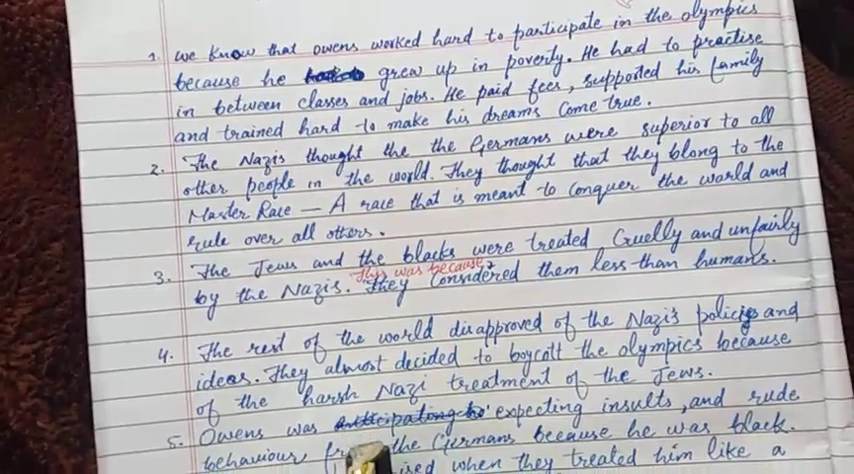 1. We know that owens worked hard to participate in the olympics
because he grew up in poverty. He had to practise
in between classes and jobs. He paid fees, supported his family
and trained hard to make his dreams come true.
2. The Nazis thought the the Germans were superior to all
other people in the world. They thought that they blong to the
Master Race — A race that is meant to conquer the world and
rule over all others.
3. The Jews and the blacks were treated Cruelly and unfairly
This was because
by the Nazis. They Considered them less than humans.
4. The rest of the world disapproved of the Nazi's policies and
ideas. They almost decided to boycott the olympics because
of the harsh Nazi treatment of the Jews.
5. Owens was anticipating expecting insults, and rude
behaviour the Germans because he was black.
when they treated him like a